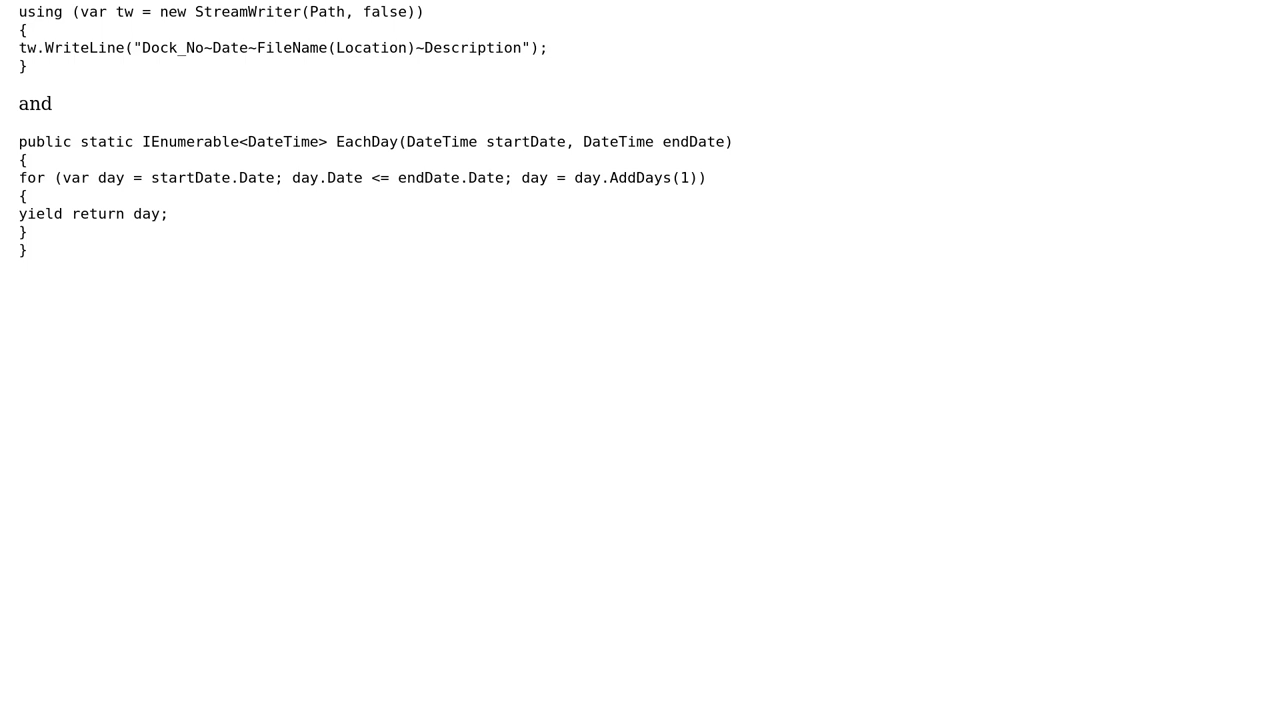 using (var tw = new StreamWriter(Path, false))
{
tw.WriteLine("Dock_No~Date~FileName(Location)~Description");
}
and
public static IEnumerable<DateTime> EachDay(DateTime startDate, DateTime endDate)
{
for (var day = startDate.Date; day.Date <= endDate.Date; day = day.AddDays(1))
{
yield return day;
}
}